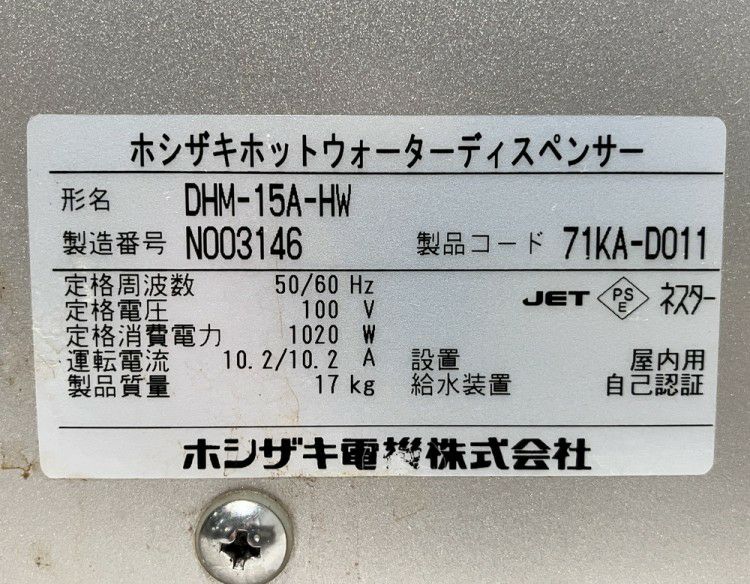 ホシザキホットウォーターディスペンサー
形名 DHM-15A-HW
製造番号 N003146 製品コード 71KA-D011
定格周波数 50/60 Hz
定格電圧 100 V
定格消費電力 1020 W
運転電流 10.2/10.2 A
製品質量 17 kg
JET PSE ネスター
設置 屋内用
給水装置 自己認証
ホシザキ電機株式会社